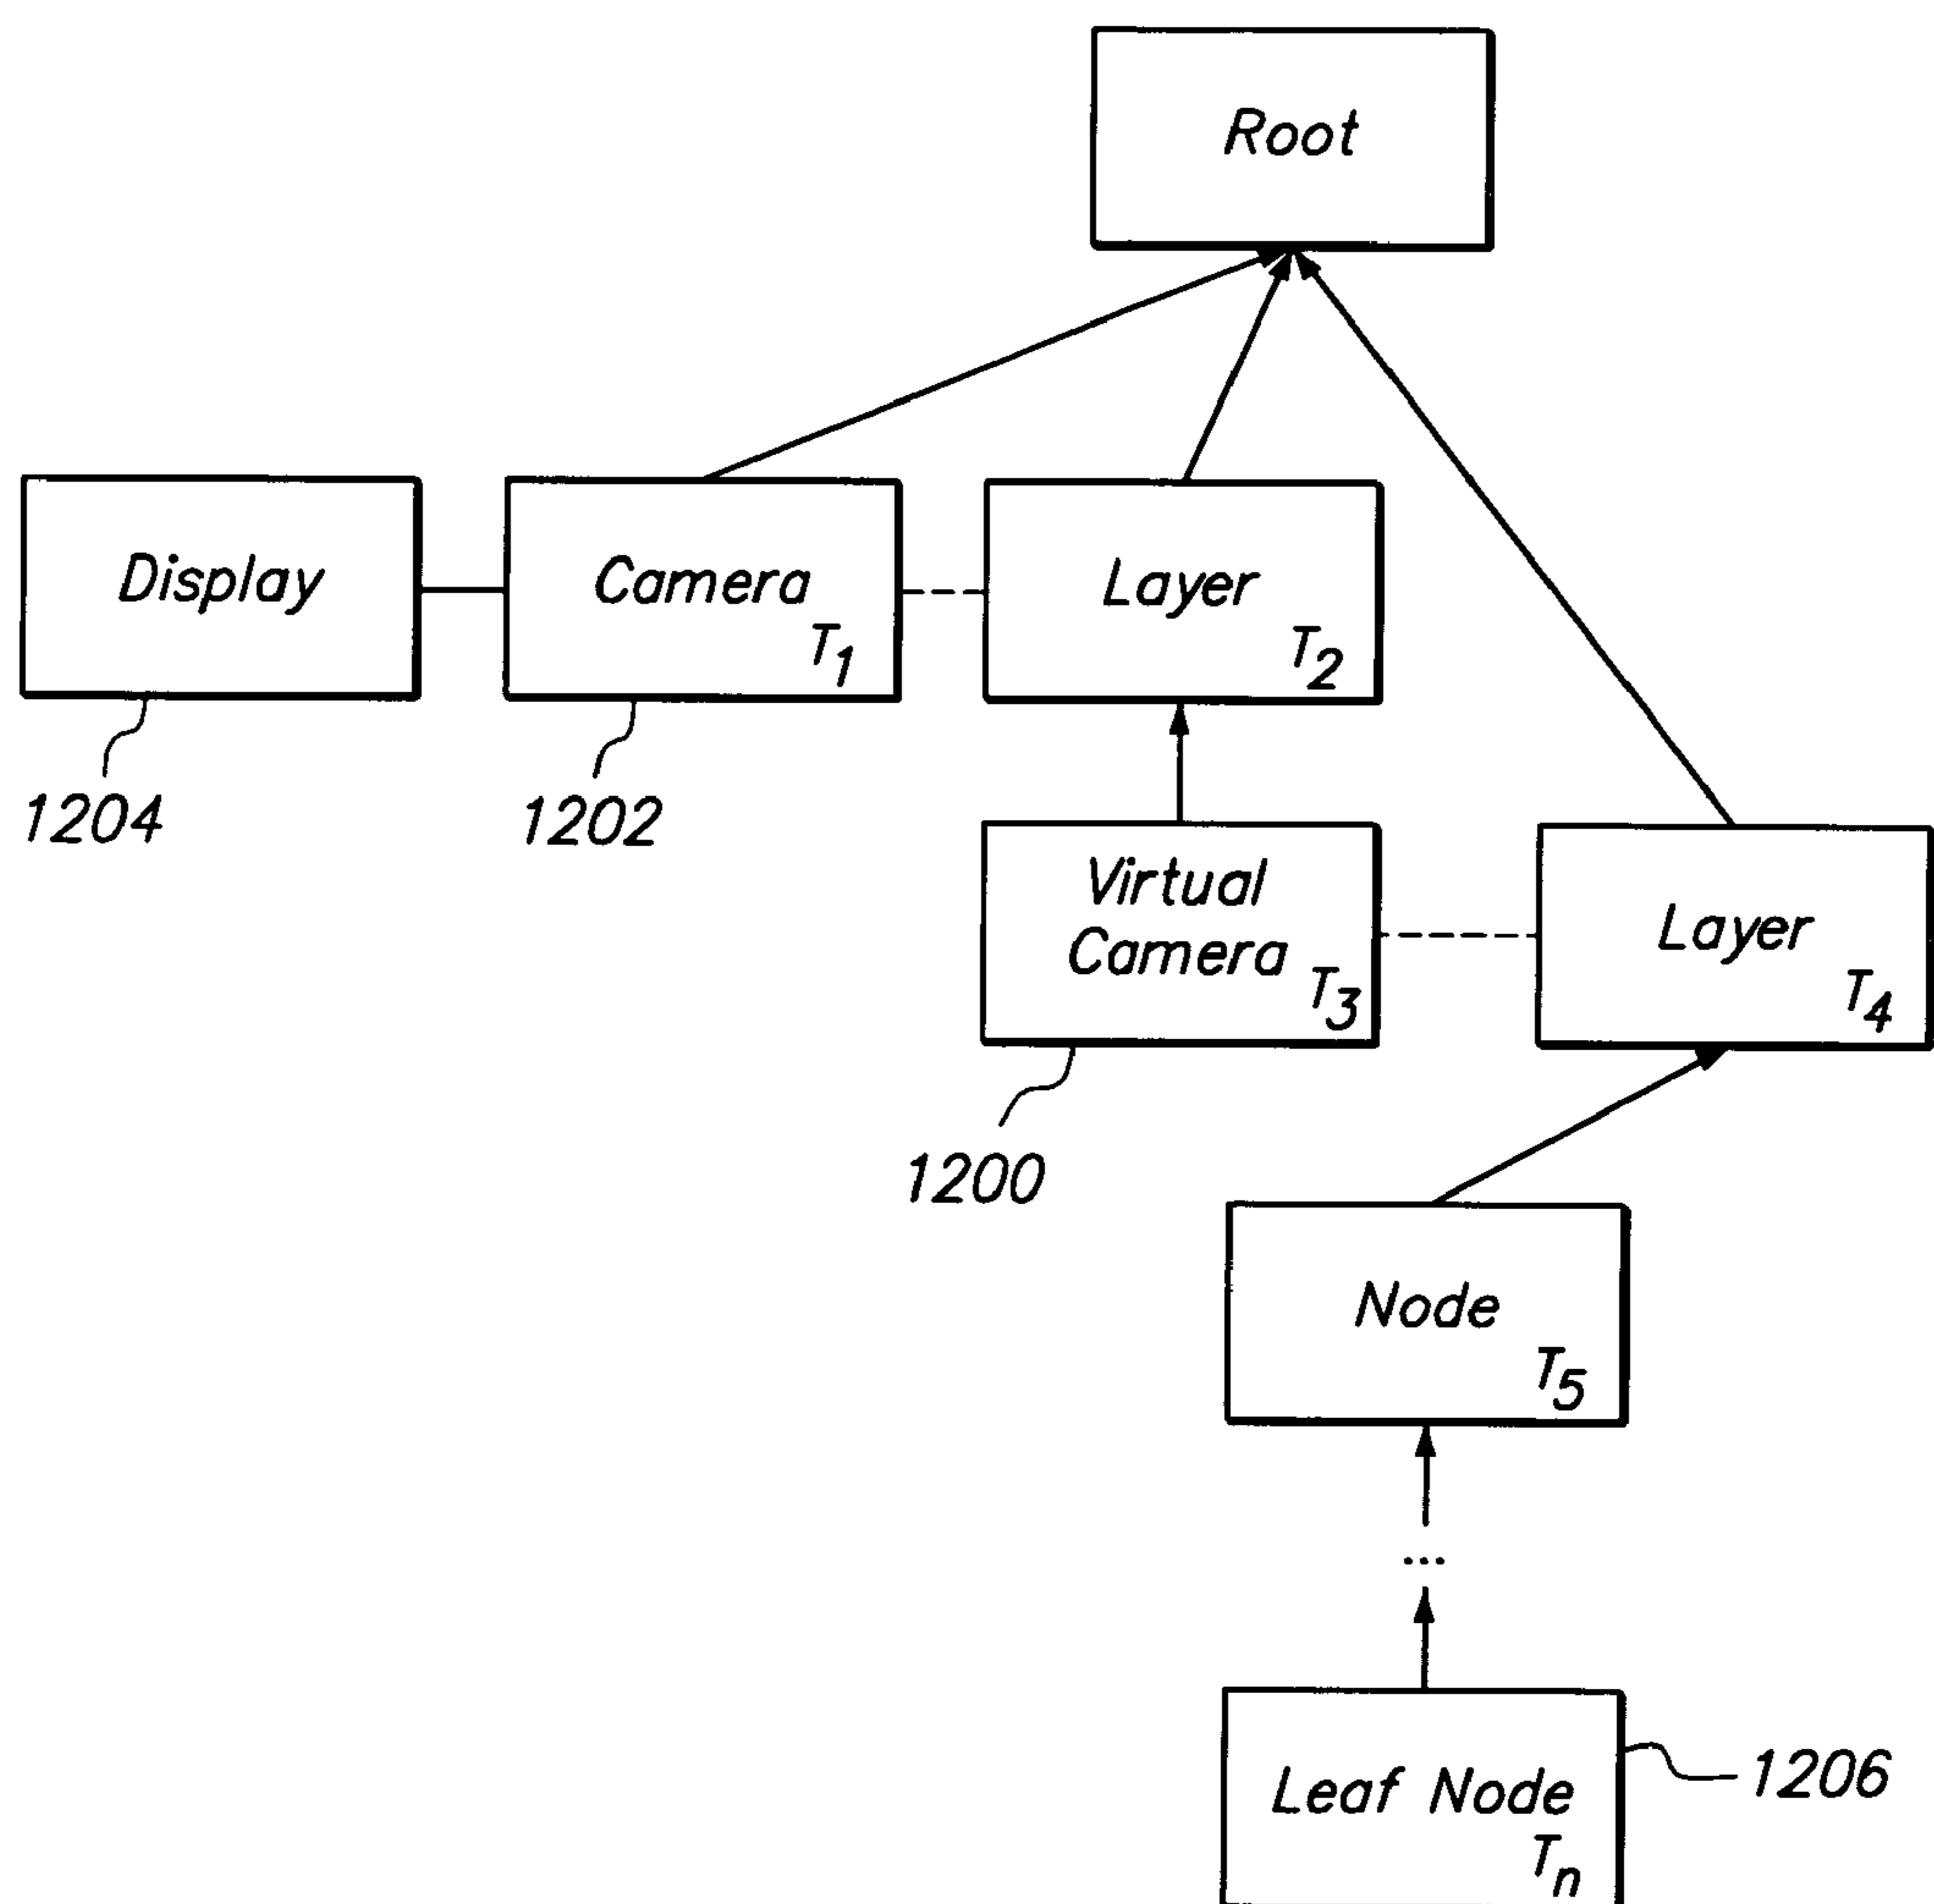 Root
Display
Camera
T1
Layer
T2
1204
1202
Virtual
Camera
T3
Layer
T4
1200
Node
T5
...
Leaf Node
Tn
1206